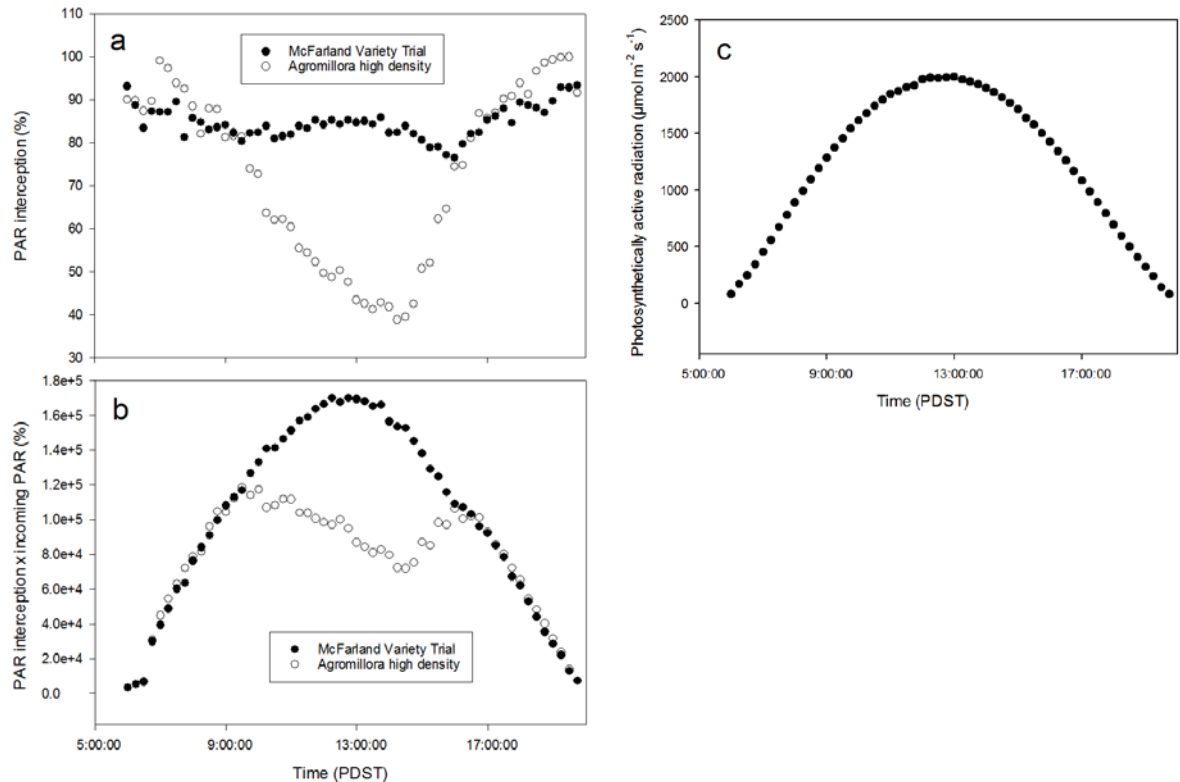 a
McFarland Variety Trial
Agromillora high density
PAR interception (%)
110
100
90
80
70
60
50
40
30
b
McFarland Variety Trial
Agromillora high density
PAR interception x incoming PAR (%)
1.8e+5
1.6e+5
1.4e+5
1.2e+5
1.0e+5
8.0e+4
6.0e+4
4.0e+4
2.0e+4
0.0
5:00:00 9:00:00 13:00:00 17:00:00
Time (PDST)
c
Photosynthetically active radiation (µmol m⁻² s⁻¹)
2500
2000
1500
1000
500
0
5:00:00 9:00:00 13:00:00 17:00:00
Time (PDST)